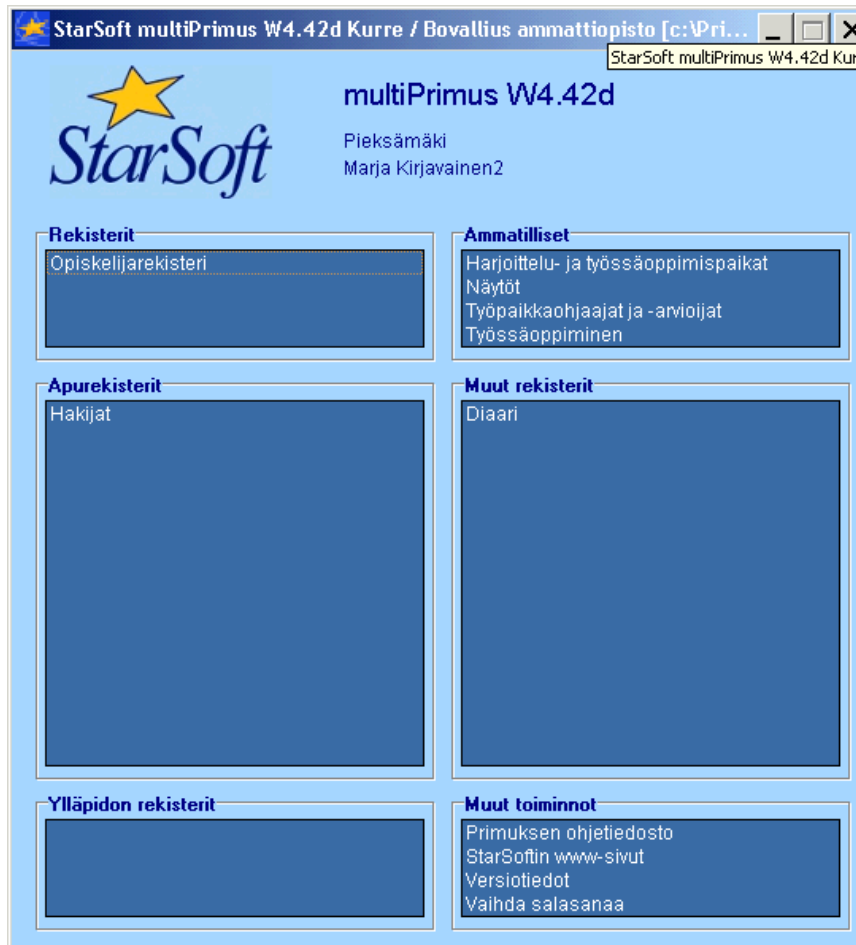 StarSoft multiPrimus W4.42d Kurre / Bovallius ammattiopisto [c:\Pri...
StarSoft multiPrimus W4.42d Kur
StarSoft
multiPrimus W4.42d
Pieksämäki
Marja Kirjavainen2
Rekisterit
Opiskelijarekisteri
Ammatilliset
Harjoittelu- ja työssäoppimispaikat
Näytöt
Työpaikkaohjaajat ja -arvioijat
Työssäoppiminen
Apurekisterit
Hakijat
Muut rekisterit
Diaari
Ylläpidon rekisterit
Muut toiminnot
Primuksen ohjetiedosto
StarSoftin www-sivut
Versiotiedot
Vaihda salasanaa